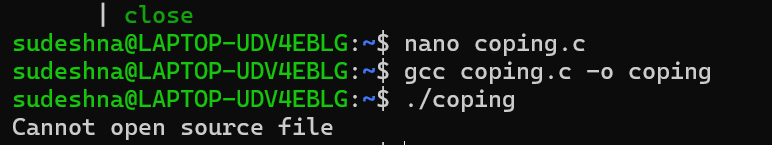 | close
sudeshna@LAPTOP-UDV4EBLG:~$ nano coping.c
sudeshna@LAPTOP-UDV4EBLG:~$ gcc coping.c -o coping
sudeshna@LAPTOP-UDV4EBLG:~$ ./coping
Cannot open source file